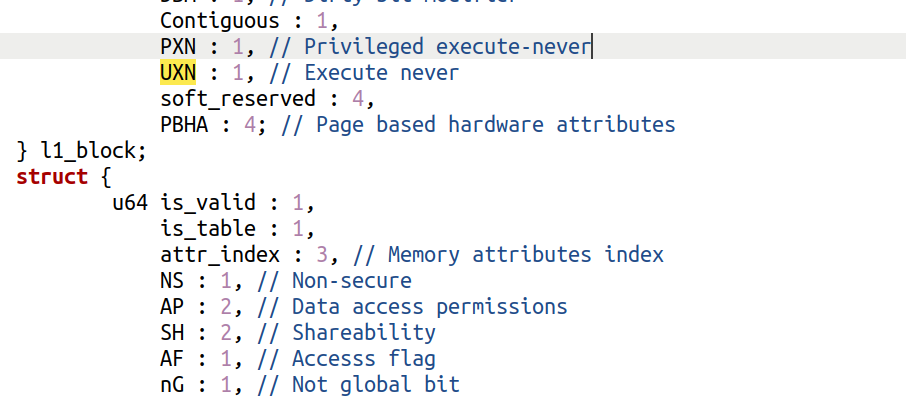 Contiguous : 1,
PXN : 1, // Privileged execute-never
UXN : 1, // Execute never
soft_reserved : 4,
PBHA : 4; // Page based hardware attributes
} l1_block;
struct {
u64 is_valid : 1,
is_table : 1,
attr_index : 3, // Memory attributes index
NS : 1, // Non-secure
AP : 2, // Data access permissions
SH : 2, // Shareability
AF : 1, // Accesss flag
nG : 1, // Not global bit